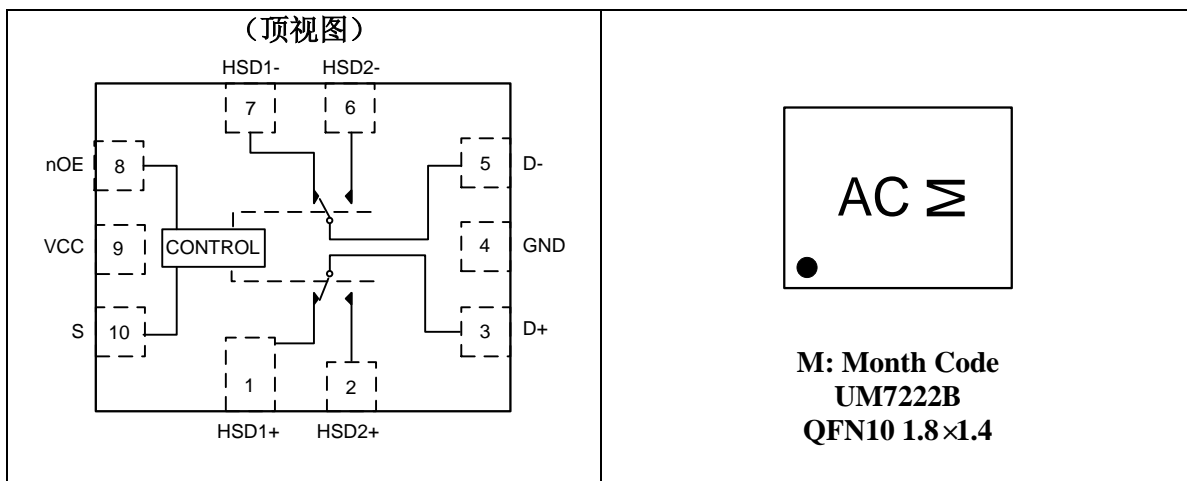 （顶视图）
HSD1- HSD2-
7 6
nOE 8 5 D-
VCC 9 CONTROL 4 GND
S 10 3 D+
1 2
HSD1+ HSD2+
AC M
M: Month Code
UM7222B
QFN10 1.8×1.4